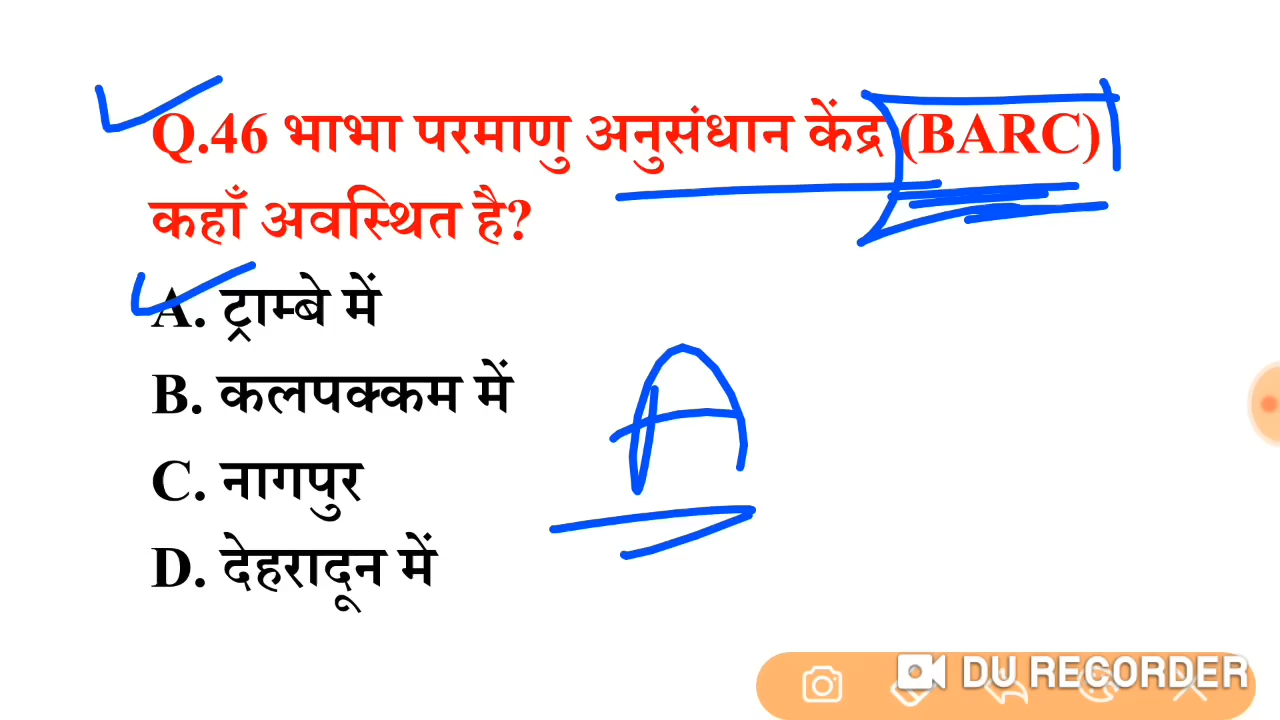 Q.46 भाभा परमाणु अनुसंधान केंद्र (BARC)
कहाँ अवस्थित है?
A. ट्राम्बे में
B. कलपक्कम में
A
C. नागपुर
D. देहरादून में
DU RECORDER